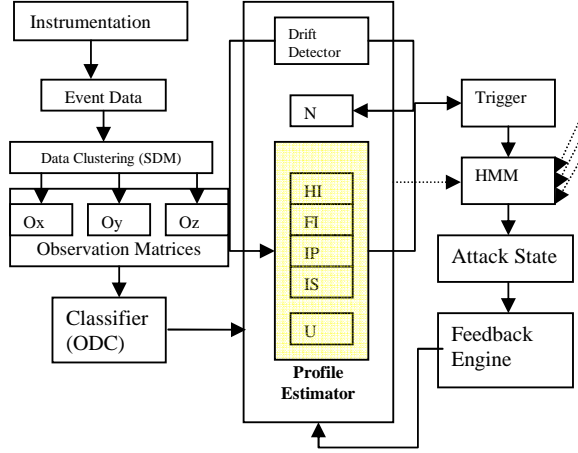 Instrumentation
Event Data
Data Clustering (SDM)
Ox
Oy
Oz
Observation Matrices
Classifier
(ODC)
Drift
Detector
N
HI
FI
IP
IS
U
Profile
Estimator
Trigger
HMM
Attack State
Feedback
Engine